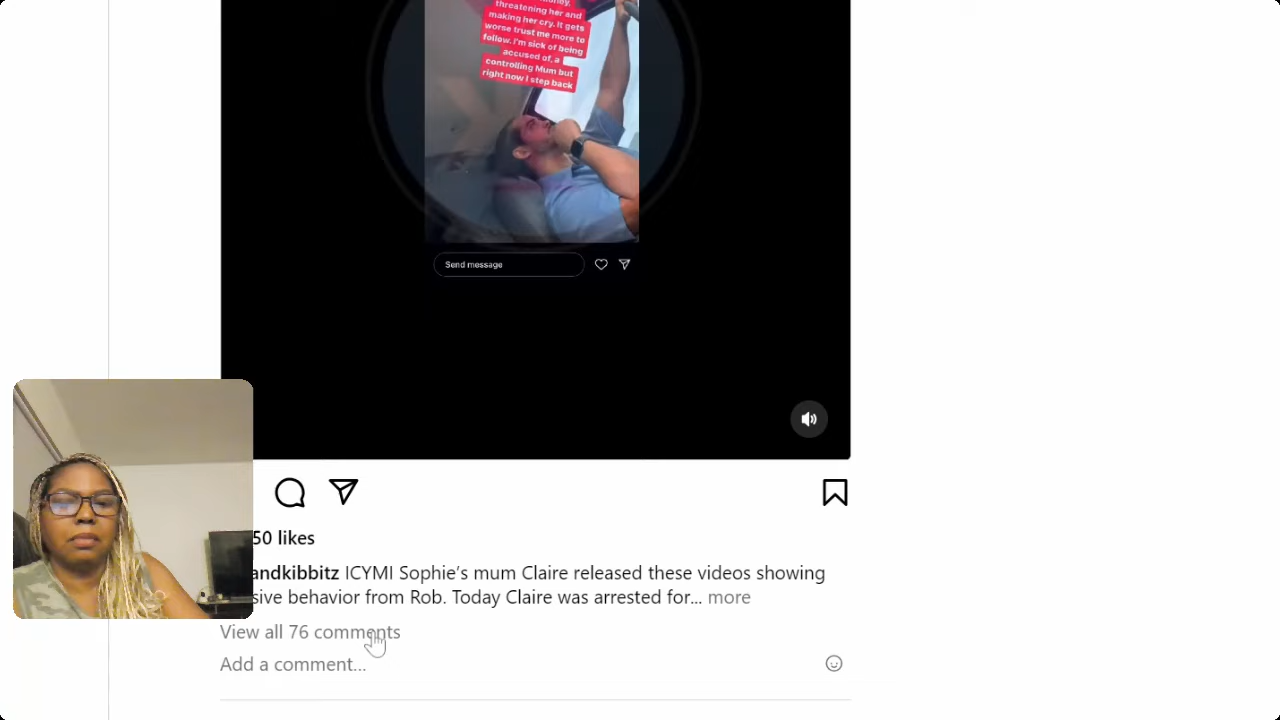 threatening her and
making her cry. It gets
worse trust me more to
follow. I'm sick of being
accused of, a
controlling Mum but
right now I step back
Send message
50 likes
andkibbitz ICYMI Sophie's mum Claire released these videos showing
sive behavior from Rob. Today Claire was arrested for... more
View all 76 comments
Add a comment...